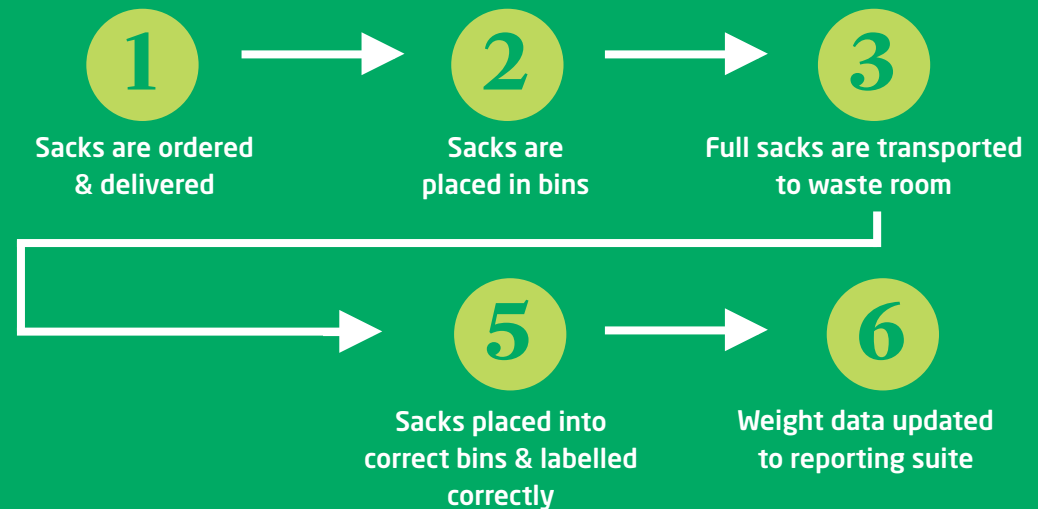 1
Sacks are ordered
& delivered
2
Sacks are
placed in bins
3
Full sacks are transported
to waste room
5
Sacks placed into
correct bins & labelled
correctly
6
Weight data updated
to reporting suite